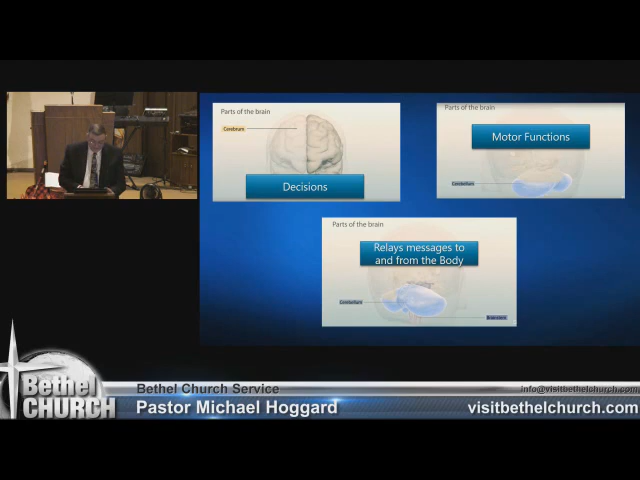 Parts of the brain
Cerebrum
Decisions
Parts of the brain
Motor Functions
Cerebellum
Parts of the brain
Relays messages to
and from the Body
Cerebellum
Brainstem
Bethel
CHURCH
Bethel Church Service
info@visitbethelchurch.com
Pastor Michael Hoggard
visitbethelchurch.com